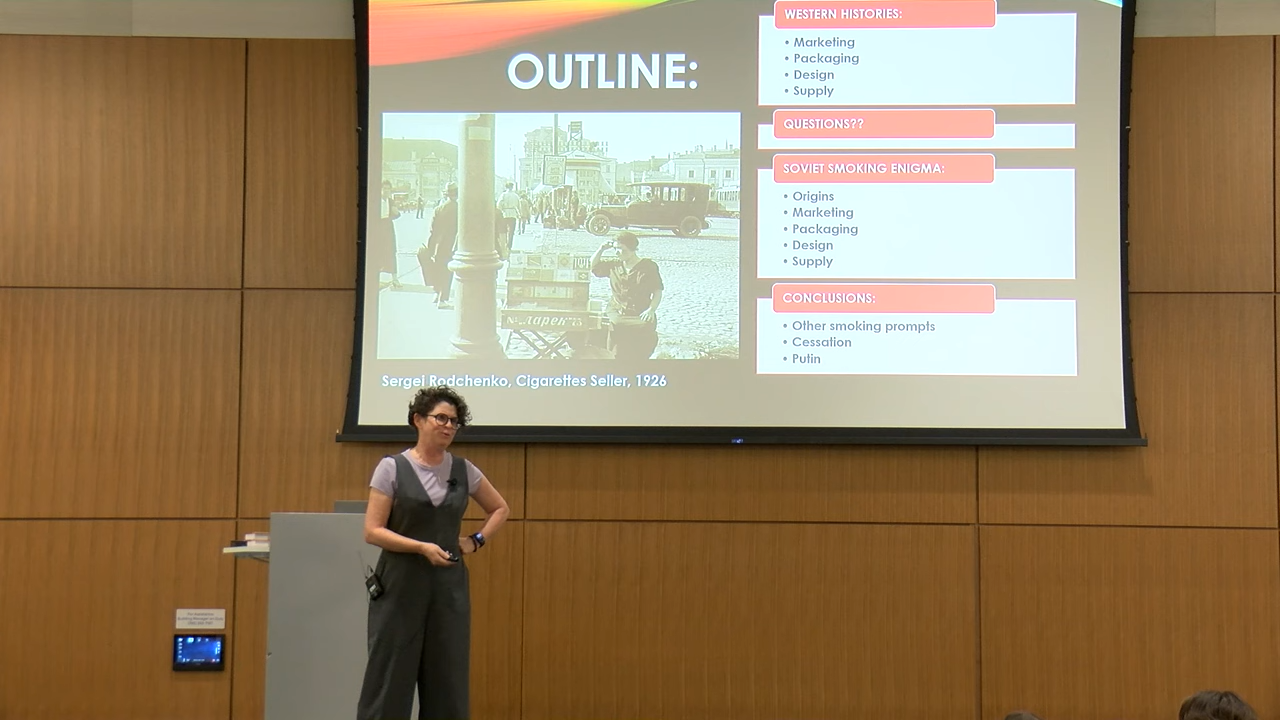 OUTLINE:
Sergei Rodchenko, Cigarettes Seller, 1926
WESTERN HISTORIES:
• Marketing
• Packaging
• Design
• Supply
QUESTIONS??
SOVIET SMOKING ENIGMA:
• Origins
• Marketing
• Packaging
• Design
• Supply
CONCLUSIONS:
• Other smoking prompts
• Cessation
• Putin